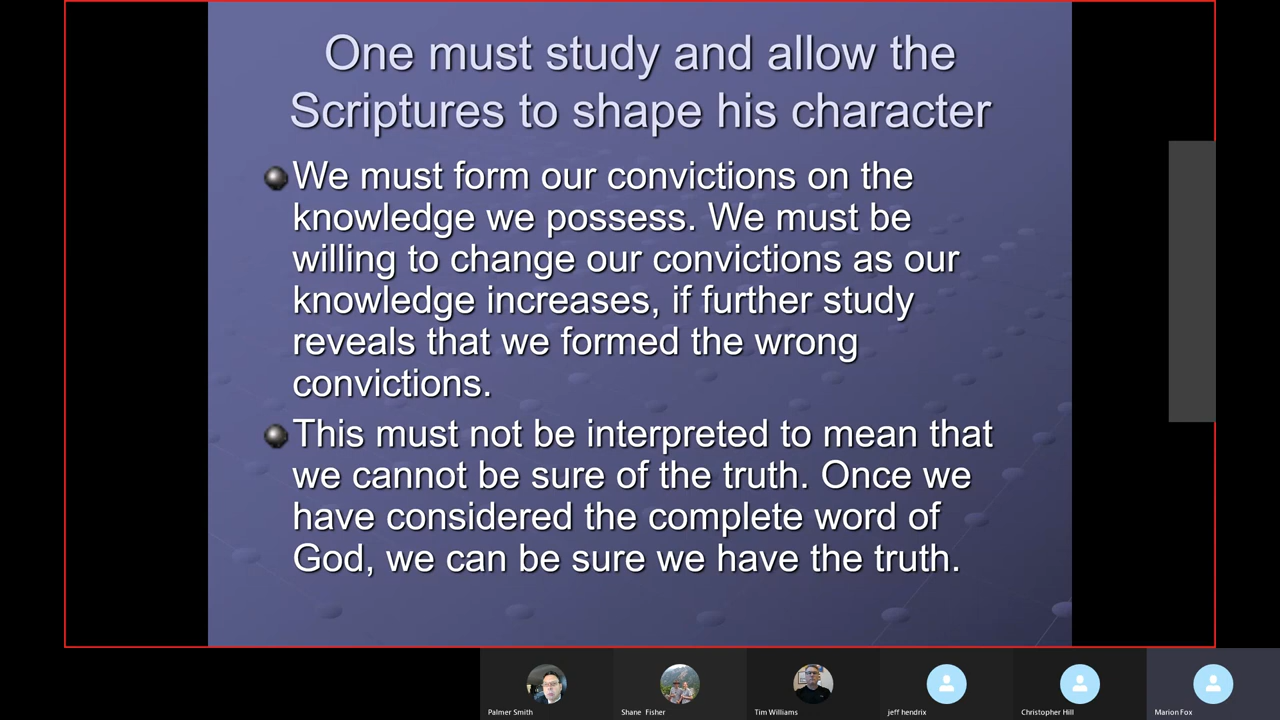 One must study and allow the
Scriptures to shape his character
We must form our convictions on the
knowledge we possess. We must be
willing to change our convictions as our
knowledge increases, if further study
reveals that we formed the wrong
convictions.
This must not be interpreted to mean that
we cannot be sure of the truth. Once we
have considered the complete word of
God, we can be sure we have the truth.
Palmer Smith
Shane Fisher
Tim Williams
jeff hendrix
Christopher Hill
Marion Fox